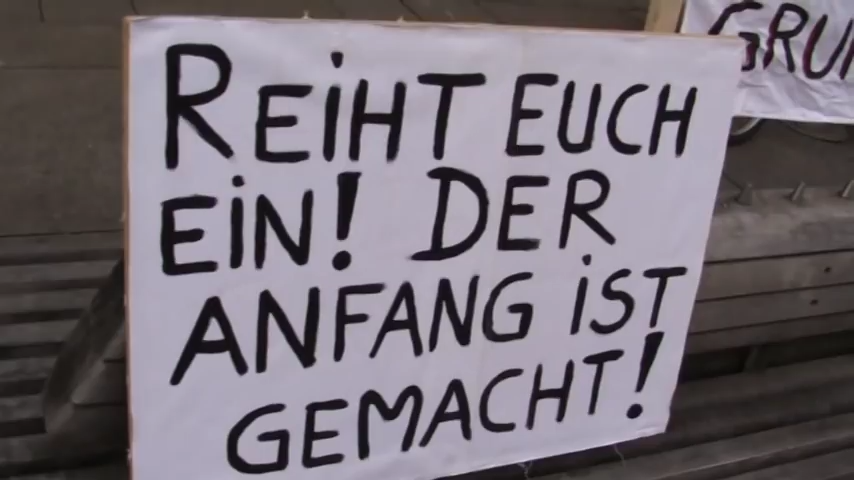 REIHT EUCH
EIN! DER
ANFANG IST
GEMACHT!